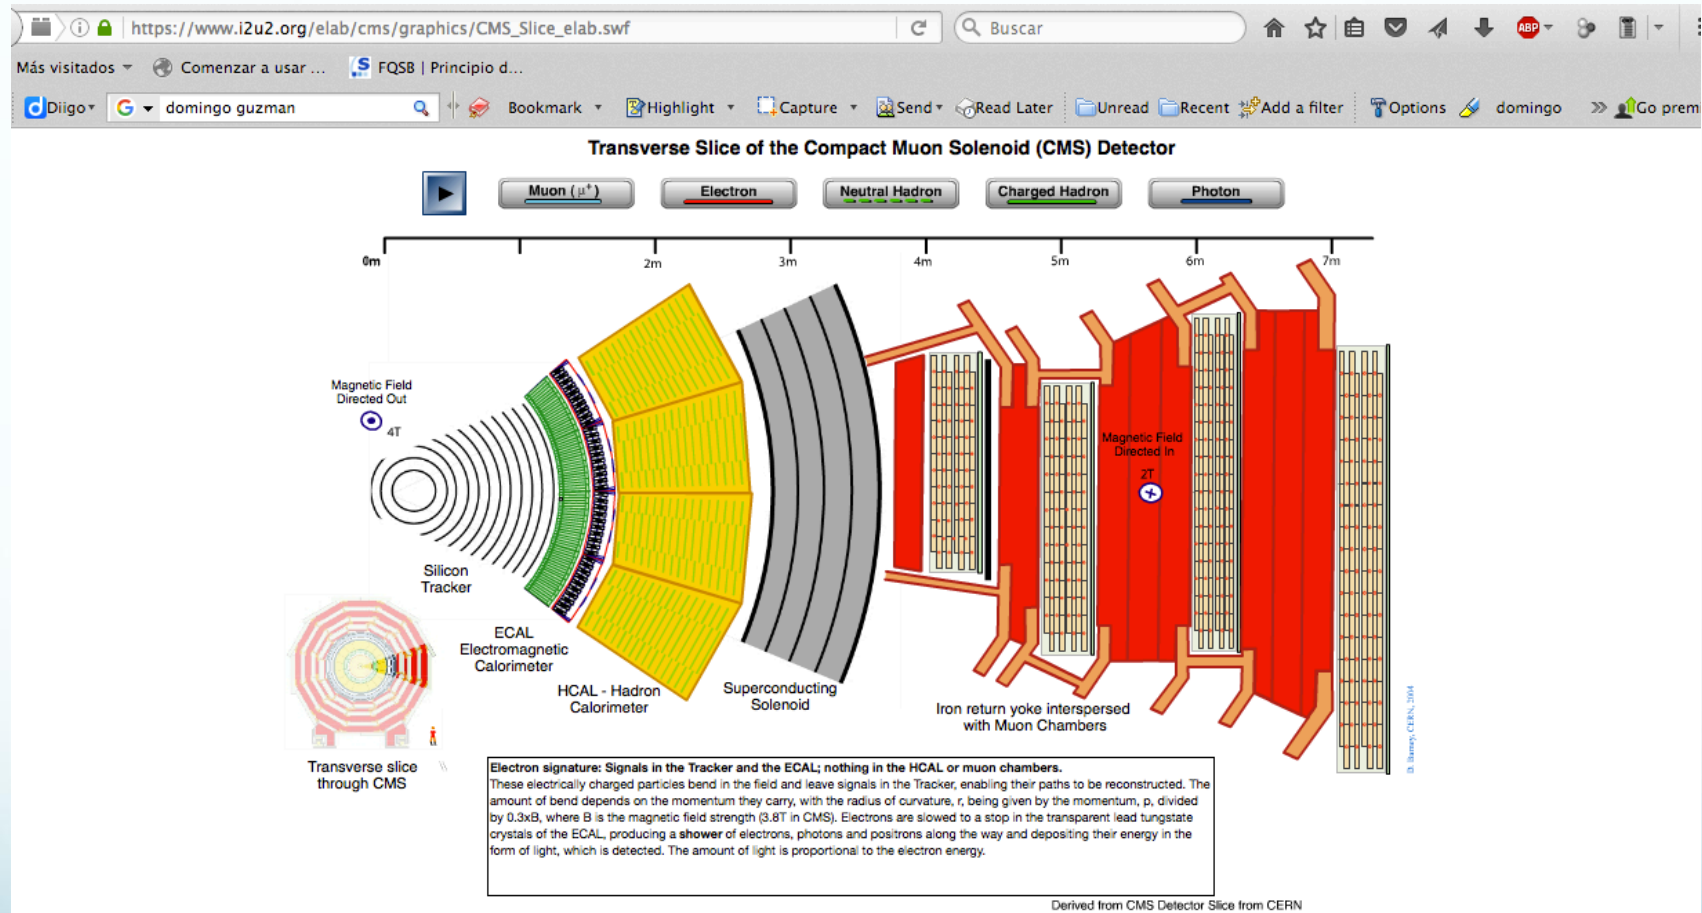 https://www.i2u2.org/elab/cms/graphics/CMS_Slice_elab.swf
Buscar
ABP
Más visitados
Comenzar a usar ...
FQSB | Principio d...
Diigo
domingo guzman
Bookmark
Highlight
Capture
Send
Read Later
Unread
Recent
Add a filter
Options
domingo
Go prem
Transverse Slice of the Compact Muon Solenoid (CMS) Detector
Muon (μ⁺)
Electron
Neutral Hadron
Charged Hadron
Photon
0m
2m
3m
4m
5m
6m
7m
Magnetic Field
Directed Out
4T
Magnetic Field
Directed In
2T
Silicon
Tracker
ECAL
Electromagnetic
Calorimeter
HCAL - Hadron
Calorimeter
Superconducting
Solenoid
Iron return yoke interspersed
with Muon Chambers
D. Barney, CERN, 2004
Transverse slice
through CMS
Electron signature: Signals in the Tracker and the ECAL; nothing in the HCAL or muon chambers.
These electrically charged particles bend in the field and leave signals in the Tracker, enabling their paths to be reconstructed. The
amount of bend depends on the momentum they carry, with the radius of curvature, r, being given by the momentum, p, divided
by 0.3xB, where B is the magnetic field strength (3.8T in CMS). Electrons are slowed to a stop in the transparent lead tungstate
crystals of the ECAL, producing a shower of electrons, photons and positrons along the way and depositing their energy in the
form of light, which is detected. The amount of light is proportional to the electron energy.
Derived from CMS Detector Slice from CERN